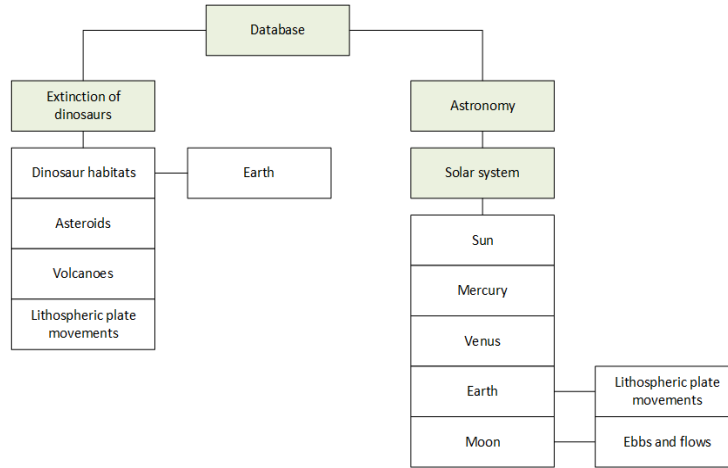 Database
Extinction of
dinosaurs
Astronomy
Dinosaur habitats
Earth
Solar system
Asteroids
Sun
Volcanoes
Mercury
Lithospheric plate
movements
Venus
Earth
Lithospheric plate
movements
Moon
Ebbs and flows